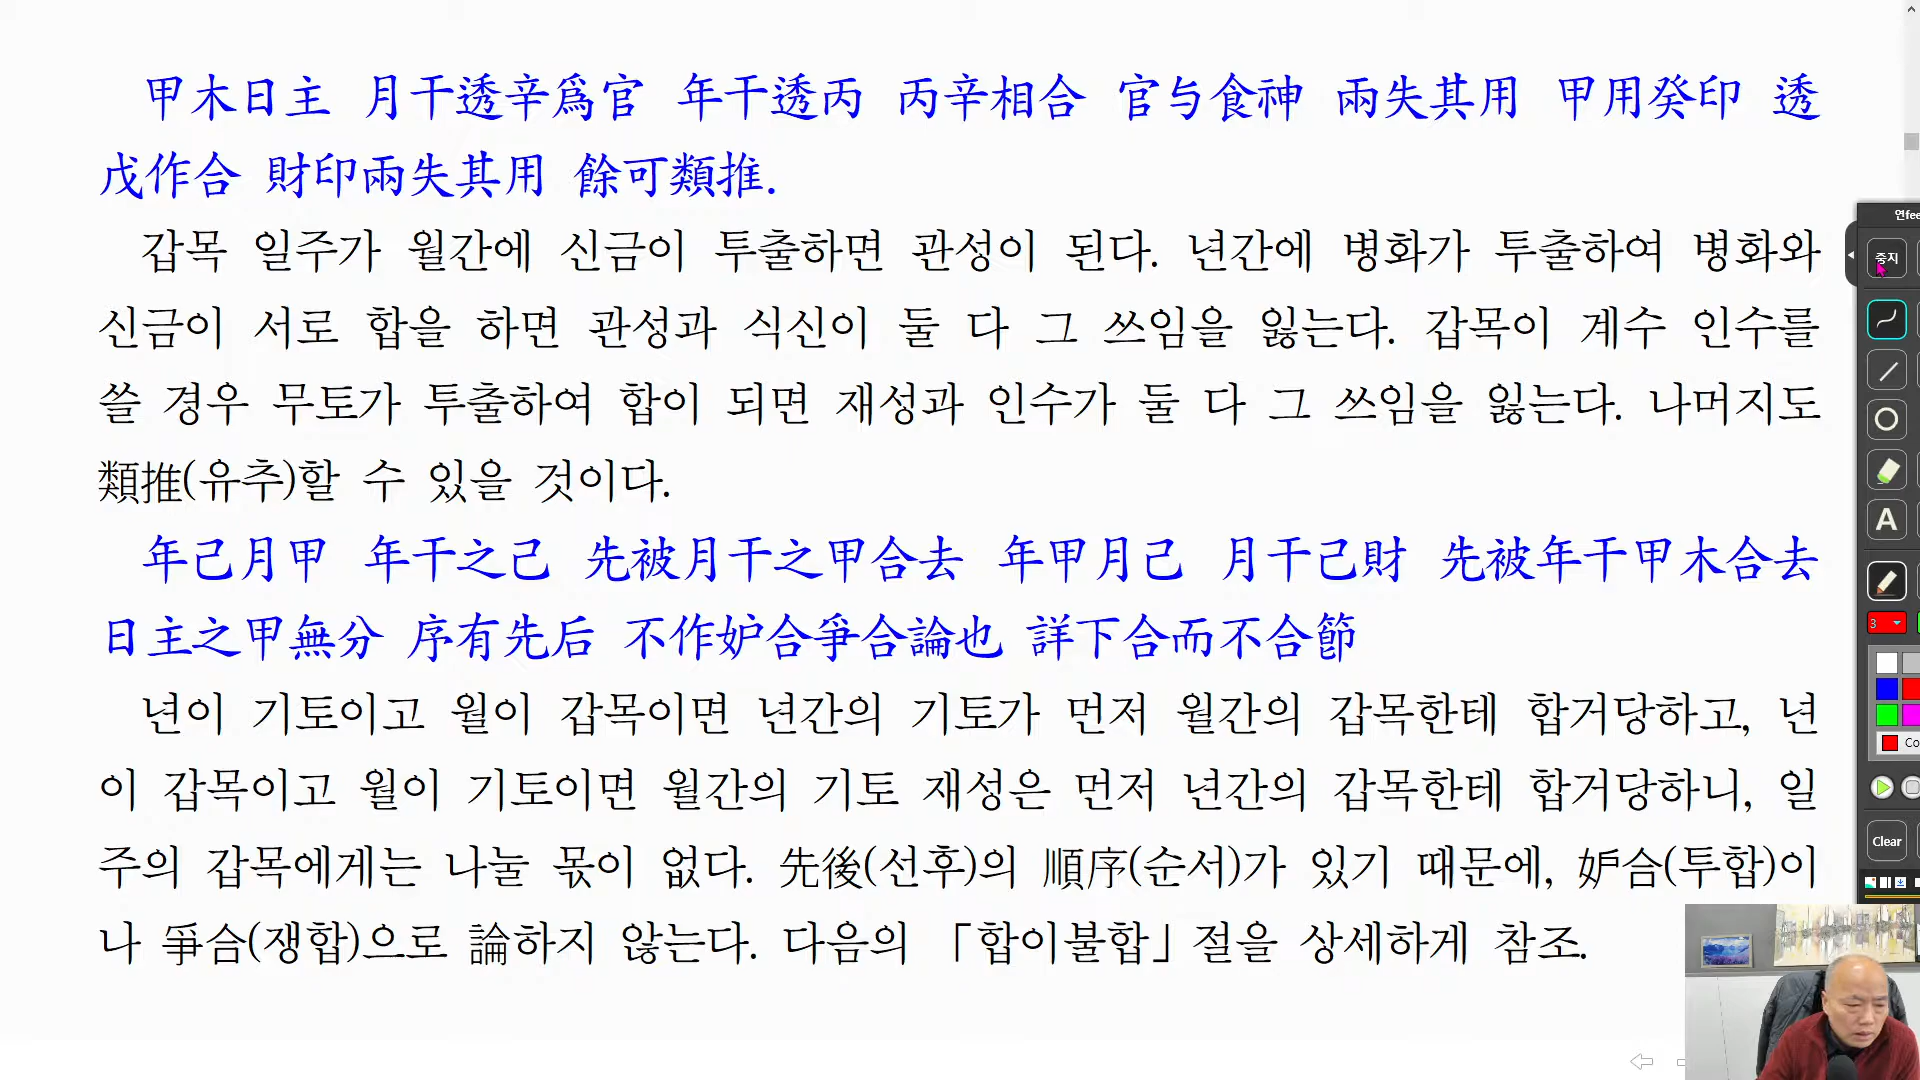 甲木日主 月干透辛爲官 年干透丙 丙辛相合 官与食神 兩失其用 甲用癸印 透
戊作合 財印兩失其用 餘可類推.
갑목 일주가 월간에 신금이 투출하면 관성이 된다. 년간에 병화가 투출하여 병화와
신금이 서로 합을 하면 관성과 식신이 둘 다 그 쓰임을 잃는다. 갑목이 계수 인수를
쓸 경우 무토가 투출하여 합이 되면 재성과 인수가 둘 다 그 쓰임을 잃는다. 나머지도
類推(유추)할 수 있을 것이다.
年己月甲 年干之己 先被月干之甲合去 年甲月己 月干己財 先被年干甲木合去
日主之甲無分 序有先后 不作妒合爭合論也 詳下合而不合節
년이 기토이고 월이 갑목이면 년간의 기토가 먼저 월간의 갑목한테 합거당하고, 년
이 갑목이고 월이 기토이면 월간의 기토 재성은 먼저 년간의 갑목한테 합거당하니, 일
주의 갑목에게는 나눌 몫이 없다. 先後(선후)의 順序(순서)가 있기 때문에, 妒合(투합)이
나 爭合(쟁합)으로 論하지 않는다. 다음의 「합이불합」절을 상세하게 참조.
연fee
중지
A
3
Co
Clear